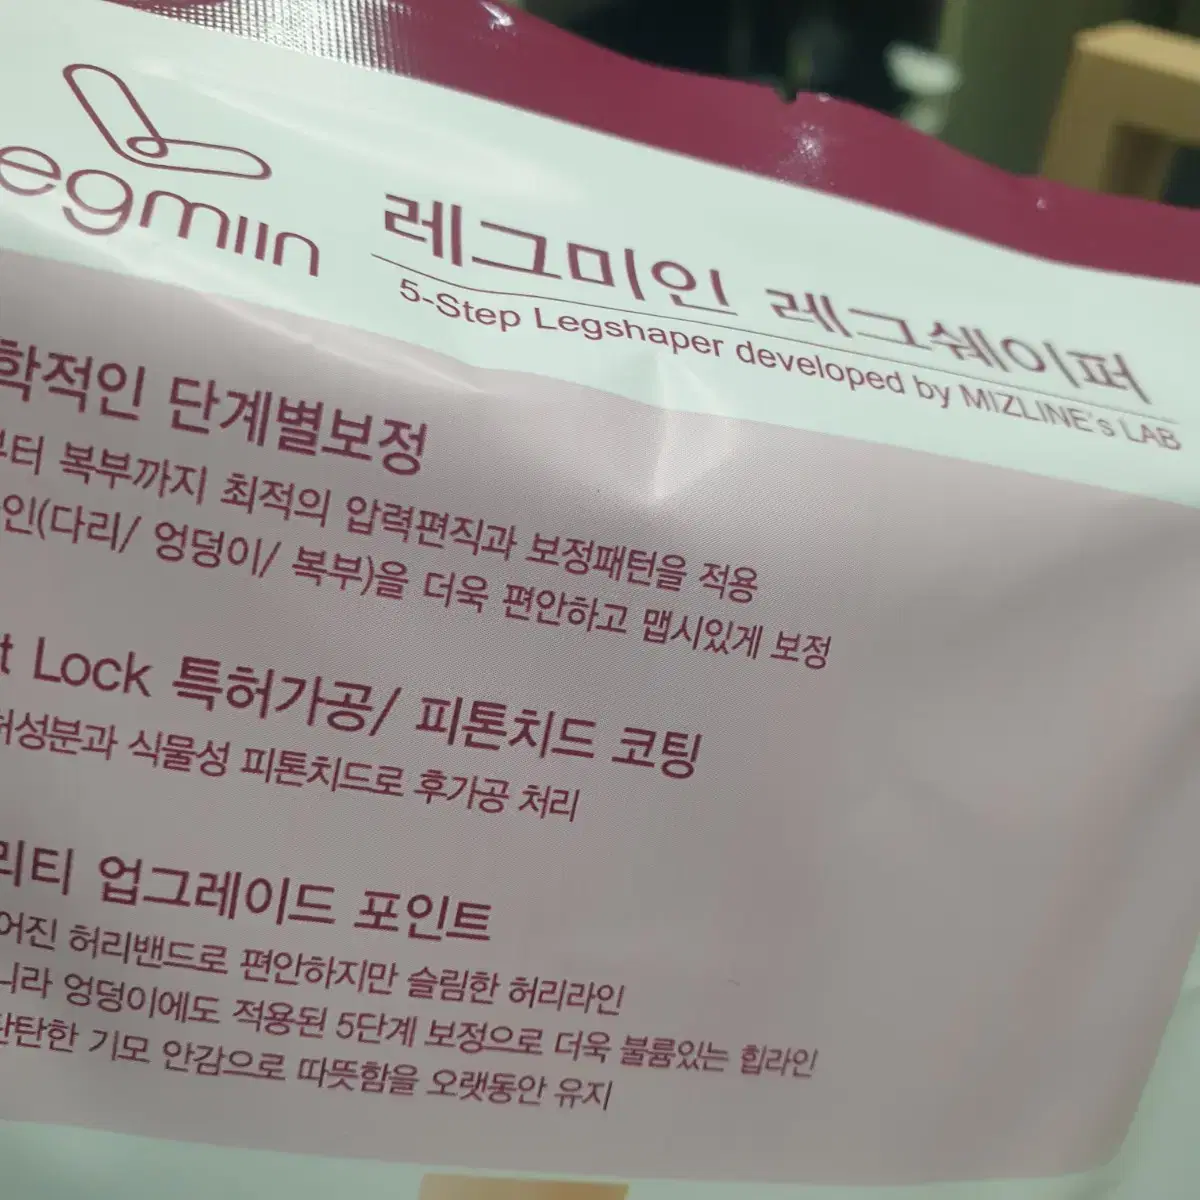 egmiin
레그미인 레그쉐이퍼
5-Step Legshaper developed by MIZLINE's LAB
학적인 단계별보정
부터 복부까지 최적의 압력편직과 보정패턴을 적용
인(다리/ 엉덩이/ 복부)을 더욱 편안하고 맵시있게 보정
t Lock 특허가공/ 피톤치드 코팅
허성분과 식물성 피톤치드로 후가공 처리
리티 업그레이드 포인트
어진 허리밴드로 편안하지만 슬림한 허리라인
니라 엉덩이에도 적용된 5단계 보정으로 더욱 볼륨있는 힙라인
탄탄한 기모 안감으로 따뜻함을 오랫동안 유지